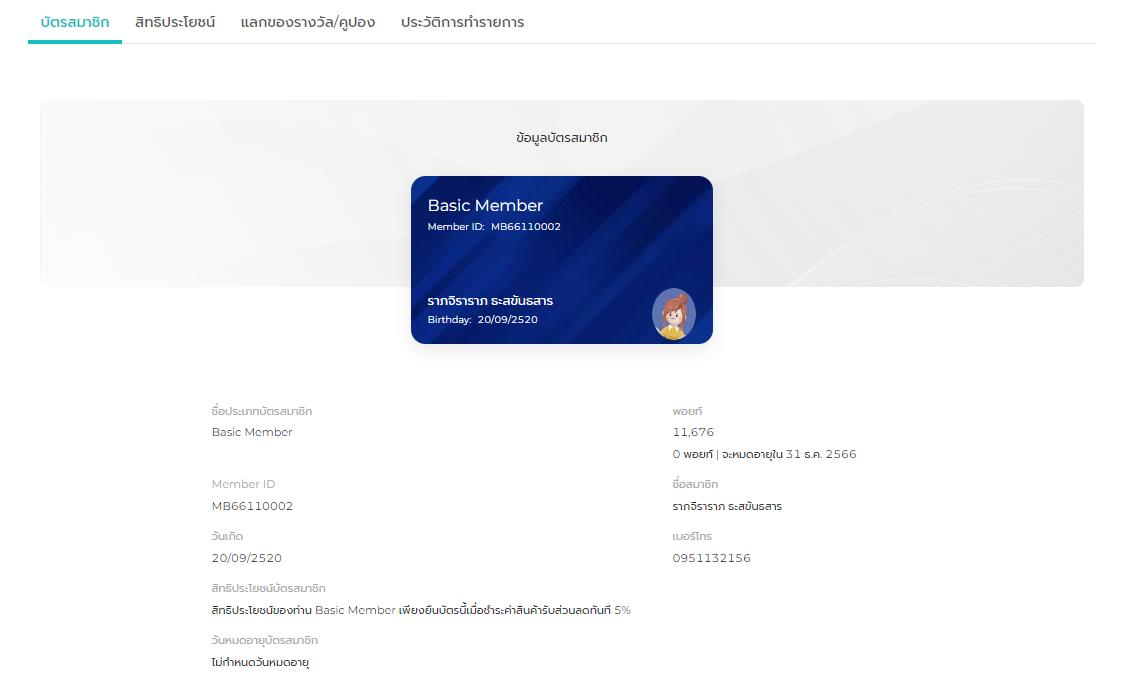 บัตรสมาชิก สิทธิประโยชน์ แลกของรางวัล/คูปอง ประวัติการทำรายการ
ข้อมูลบัตรสมาชิก
Basic Member
Member ID: MB66110002
ราภจิราราภ ธะสขันธสาร
Birthday: 20/09/2520
ชื่อประเภทบัตรสมาชิก
Basic Member
พอยท์
11,676
0 พอยท์ | จะหมดอายุใน 31 ธ.ค. 2566
Member ID
MB66110002
ชื่อสมาชิก
ราภจิราราภ ธะสขันธสาร
วันเกิด
20/09/2520
เบอร์โทร
0951132156
สิทธิประโยชน์บัตรสมาชิก
สิทธิประโยชน์ของท่าน Basic Member เพียงยื่นบัตรนี้เมื่อชำระค่าสินค้ารับส่วนลดทันที 5%
วันหมดอายุบัตรสมาชิก
ไม่กำหนดวันหมดอายุ